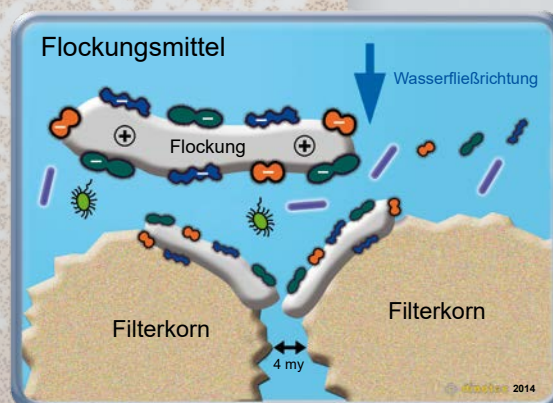 Flockungsmittel
Wasserfließrichtung
Flockung
Filterkorn
Filterkorn
4 my
2014